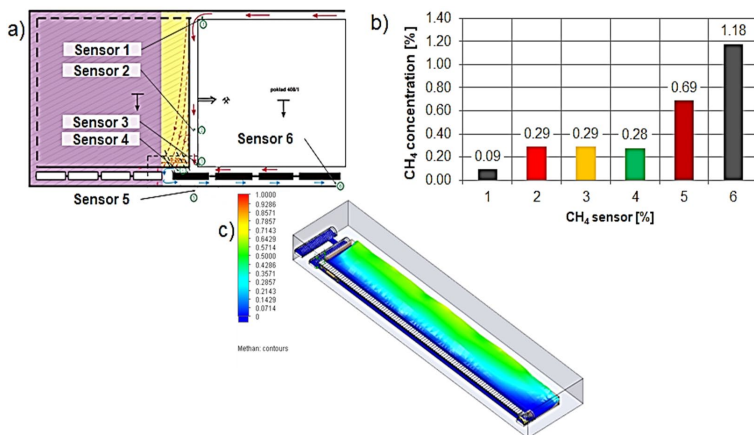 a)
Sensor 1
Sensor 2
Sensor 3
Sensor 4
Sensor 5
Sensor 6
pokład 408/1
b)
CH₄ concentration [%]
1.40
1.20
1.00
0.80
0.60
0.40
0.20
0.00
0.09
0.29
0.29
0.28
0.69
1.18
1 2 3 4 5 6
CH₄ sensor [%]
c)
1.0000
0.9286
0.8571
0.7857
0.7143
0.6429
0.5714
0.5000
0.4286
0.3571
0.2857
0.2143
0.1429
0.0714
0
Methan: contours